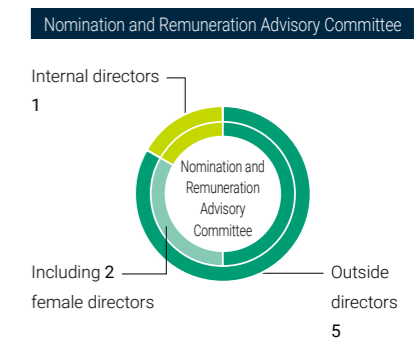 Nomination and Remuneration Advisory Committee
Internal directors
1
Nomination and
Remuneration
Advisory
Committee
Including 2
female directors
Outside
directors
5